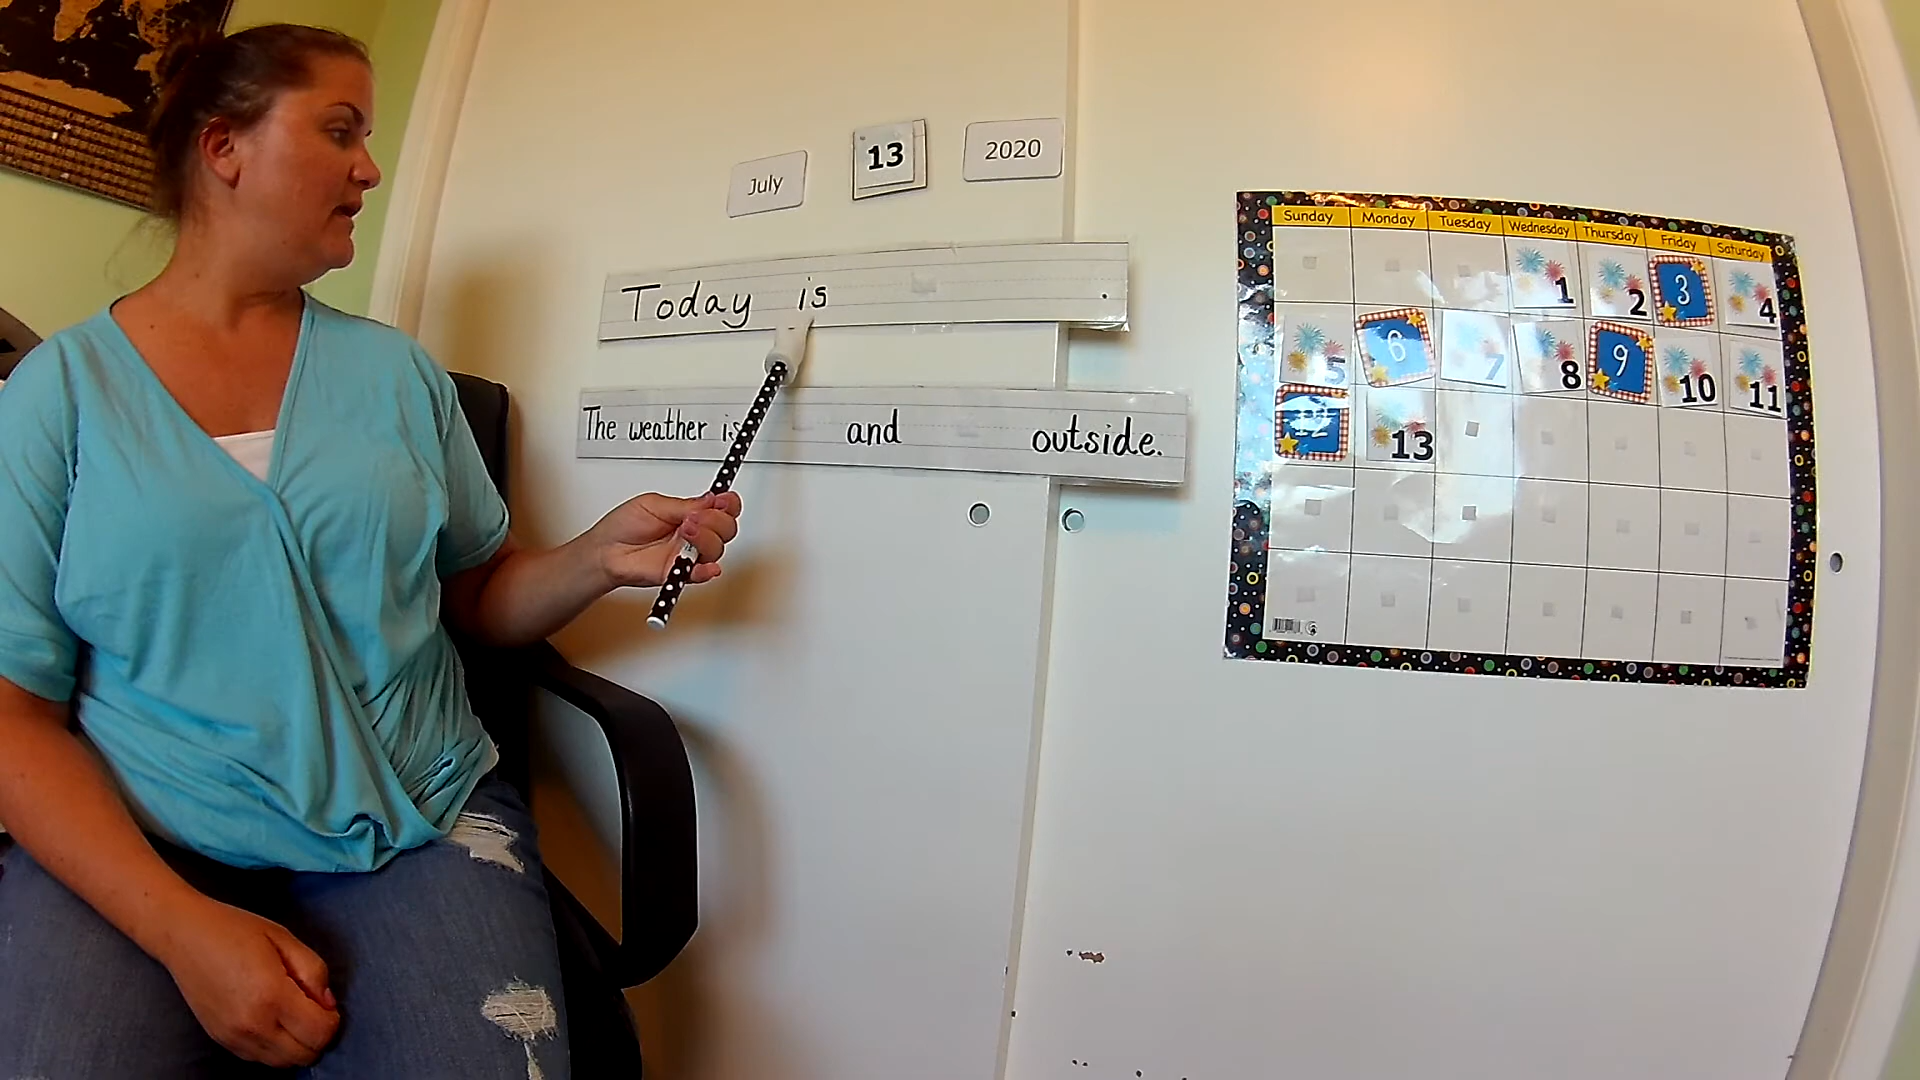 July 13 2020
Today is .
The weather is and outside.
Sunday Monday Tuesday Wednesday Thursday Friday Saturday
1 2 3 4
5 6 7 8 9 10 11
12 13